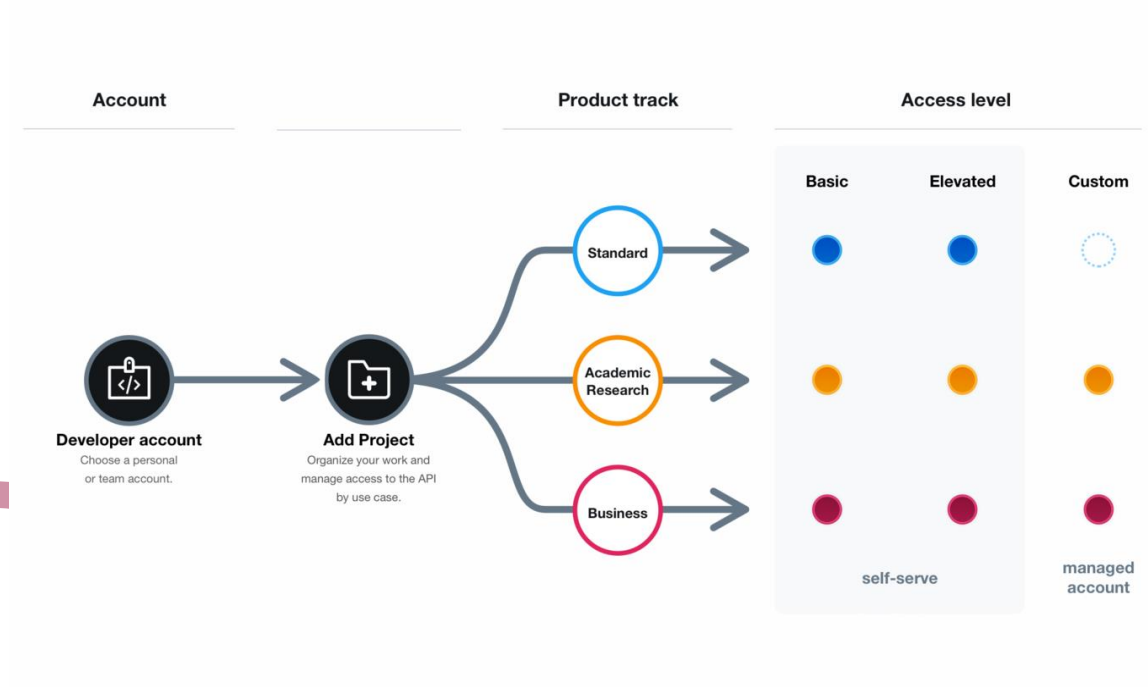 Account
Product track
Access level
Basic
Elevated
Custom
Standard
Academic
Research
</>
Developer account
Choose a personal
or team account.
Add Project
Organize your work and
manage access to the API
by use case.
Business
self-serve
managed
account